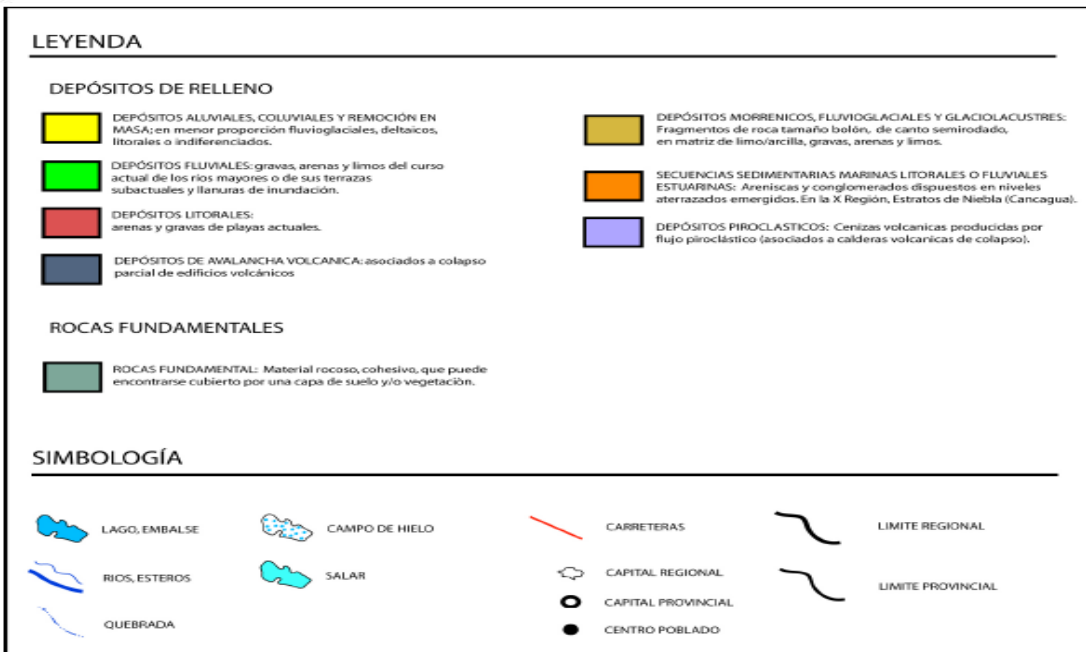 LEYENDA
DEPÓSITOS DE RELLENO
DEPÓSITOS ALUVIALES, COLUVIALES Y REMOCIÓN EN
MASA; en menor proporción fluvioglaciales, deltaicos,
litorales o indiferenciados.
DEPÓSITOS FLUVIALES: gravas, arenas y limos del curso
actual de los ríos mayores o de sus terrazas
subactuales y llanuras de inundación.
DEPÓSITOS LITORALES:
arenas y gravas de playas actuales.
DEPÓSITOS DE AVALANCHA VOLCANICA: asociados a colapso
parcial de edificios volcánicos
DEPÓSITOS MORRENICOS, FLUVIOGLACIALES Y GLACIOLACUSTRES:
Fragmentos de roca tamaño bolón, de canto semirodado,
en matriz de limo/arcilla, gravas, arenas y limos.
SECUENCIAS SEDIMENTARIAS MARINAS LITORALES O FLUVIALES
ESTUARINAS: Areniscas y conglomerados dispuestos en niveles
aterrazados emergidos. En la X Región, Estratos de Niebla (Cancagua).
DEPÓSITOS PIROCLASTICOS: Cenizas volcanicas producidas por
flujo piroclástico (asociados a calderas volcanicas de colapso).
ROCAS FUNDAMENTALES
ROCAS FUNDAMENTAL: Material rocoso, cohesivo, que puede
encontrarse cubierto por una capa de suelo y/o vegetaciòn.
SIMBOLOGÍA
LAGO, EMBALSE
RIOS, ESTEROS
QUEBRADA
CAMPO DE HIELO
SALAR
CARRETERAS
CAPITAL REGIONAL
CAPITAL PROVINCIAL
CENTRO POBLADO
LIMITE REGIONAL
LIMITE PROVINCIAL